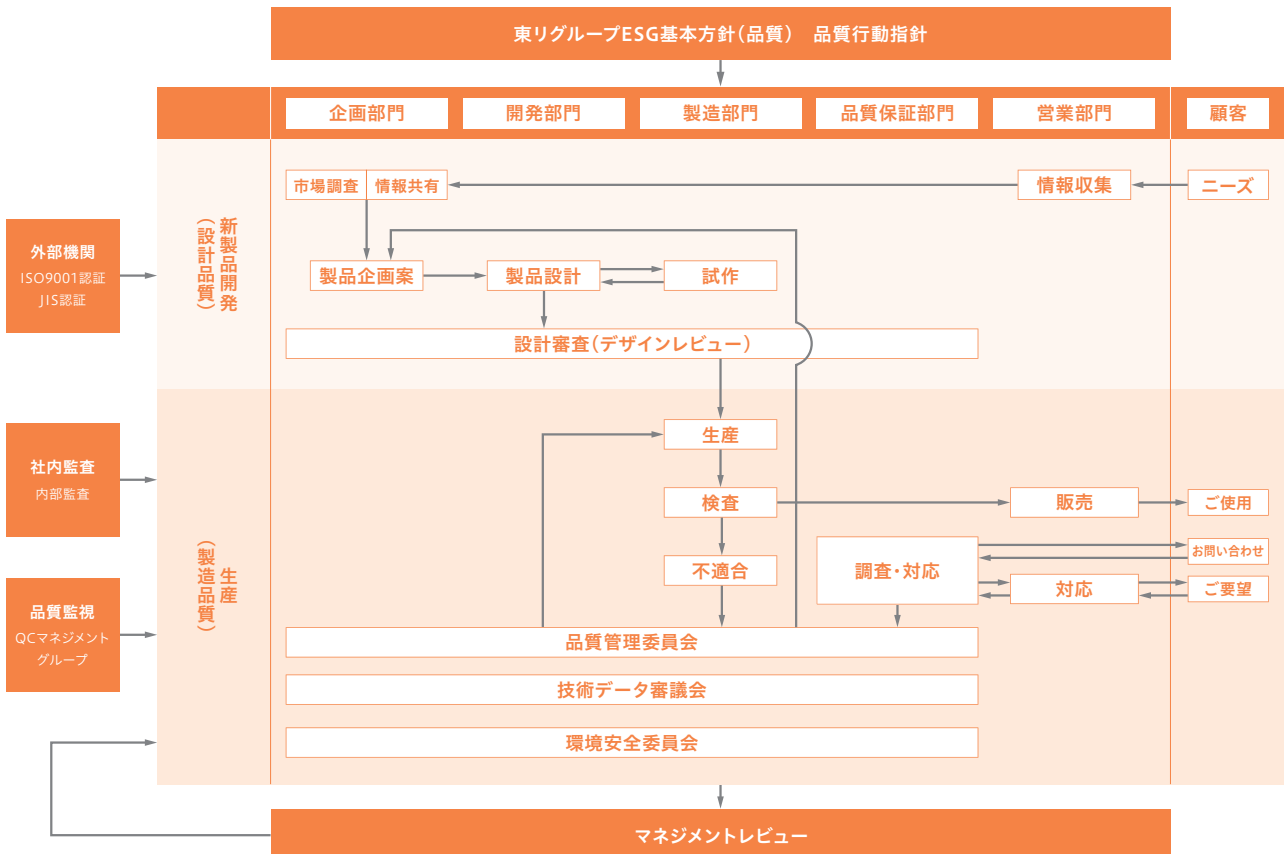 東リグループESG基本方針（品質）　品質行動指針
企画部門
開発部門
製造部門
品質保証部門
営業部門
顧客
外部機関
ISO9001認証
JIS認証
新製品開発
（設計品質）
市場調査
情報共有
情報収集
ニーズ
製品企画案
製品設計
試作
設計審査（デザインレビュー）
社内監査
内部監査
品質監視
QCマネジメント
グループ
生産
（製造品質）
生産
検査
販売
ご使用
不適合
調査・対応
お問い合わせ
対応
ご要望
品質管理委員会
技術データ審議会
環境安全委員会
マネジメントレビュー